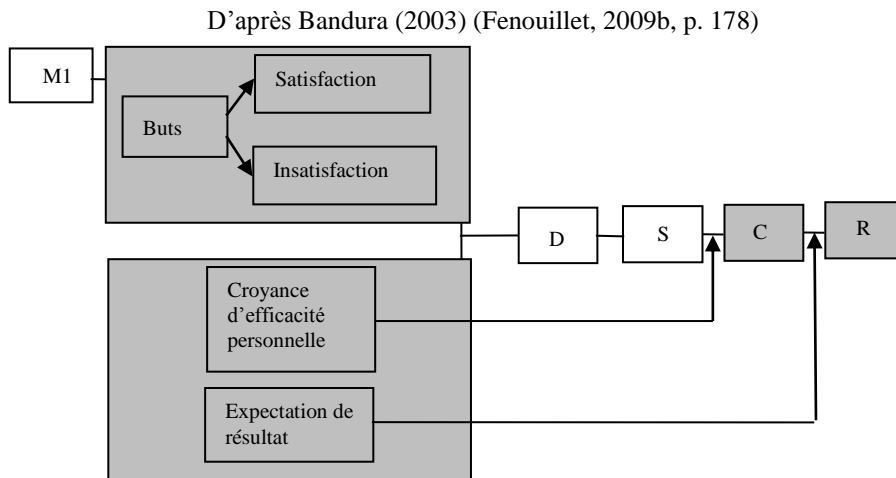 D’après Bandura (2003) (Fenouillet, 2009b, p. 178)
M1
Satisfaction
Buts
Insatisfaction
D
S
C
R
Croyance
d’efficacité
personnelle
Expectation de
résultat